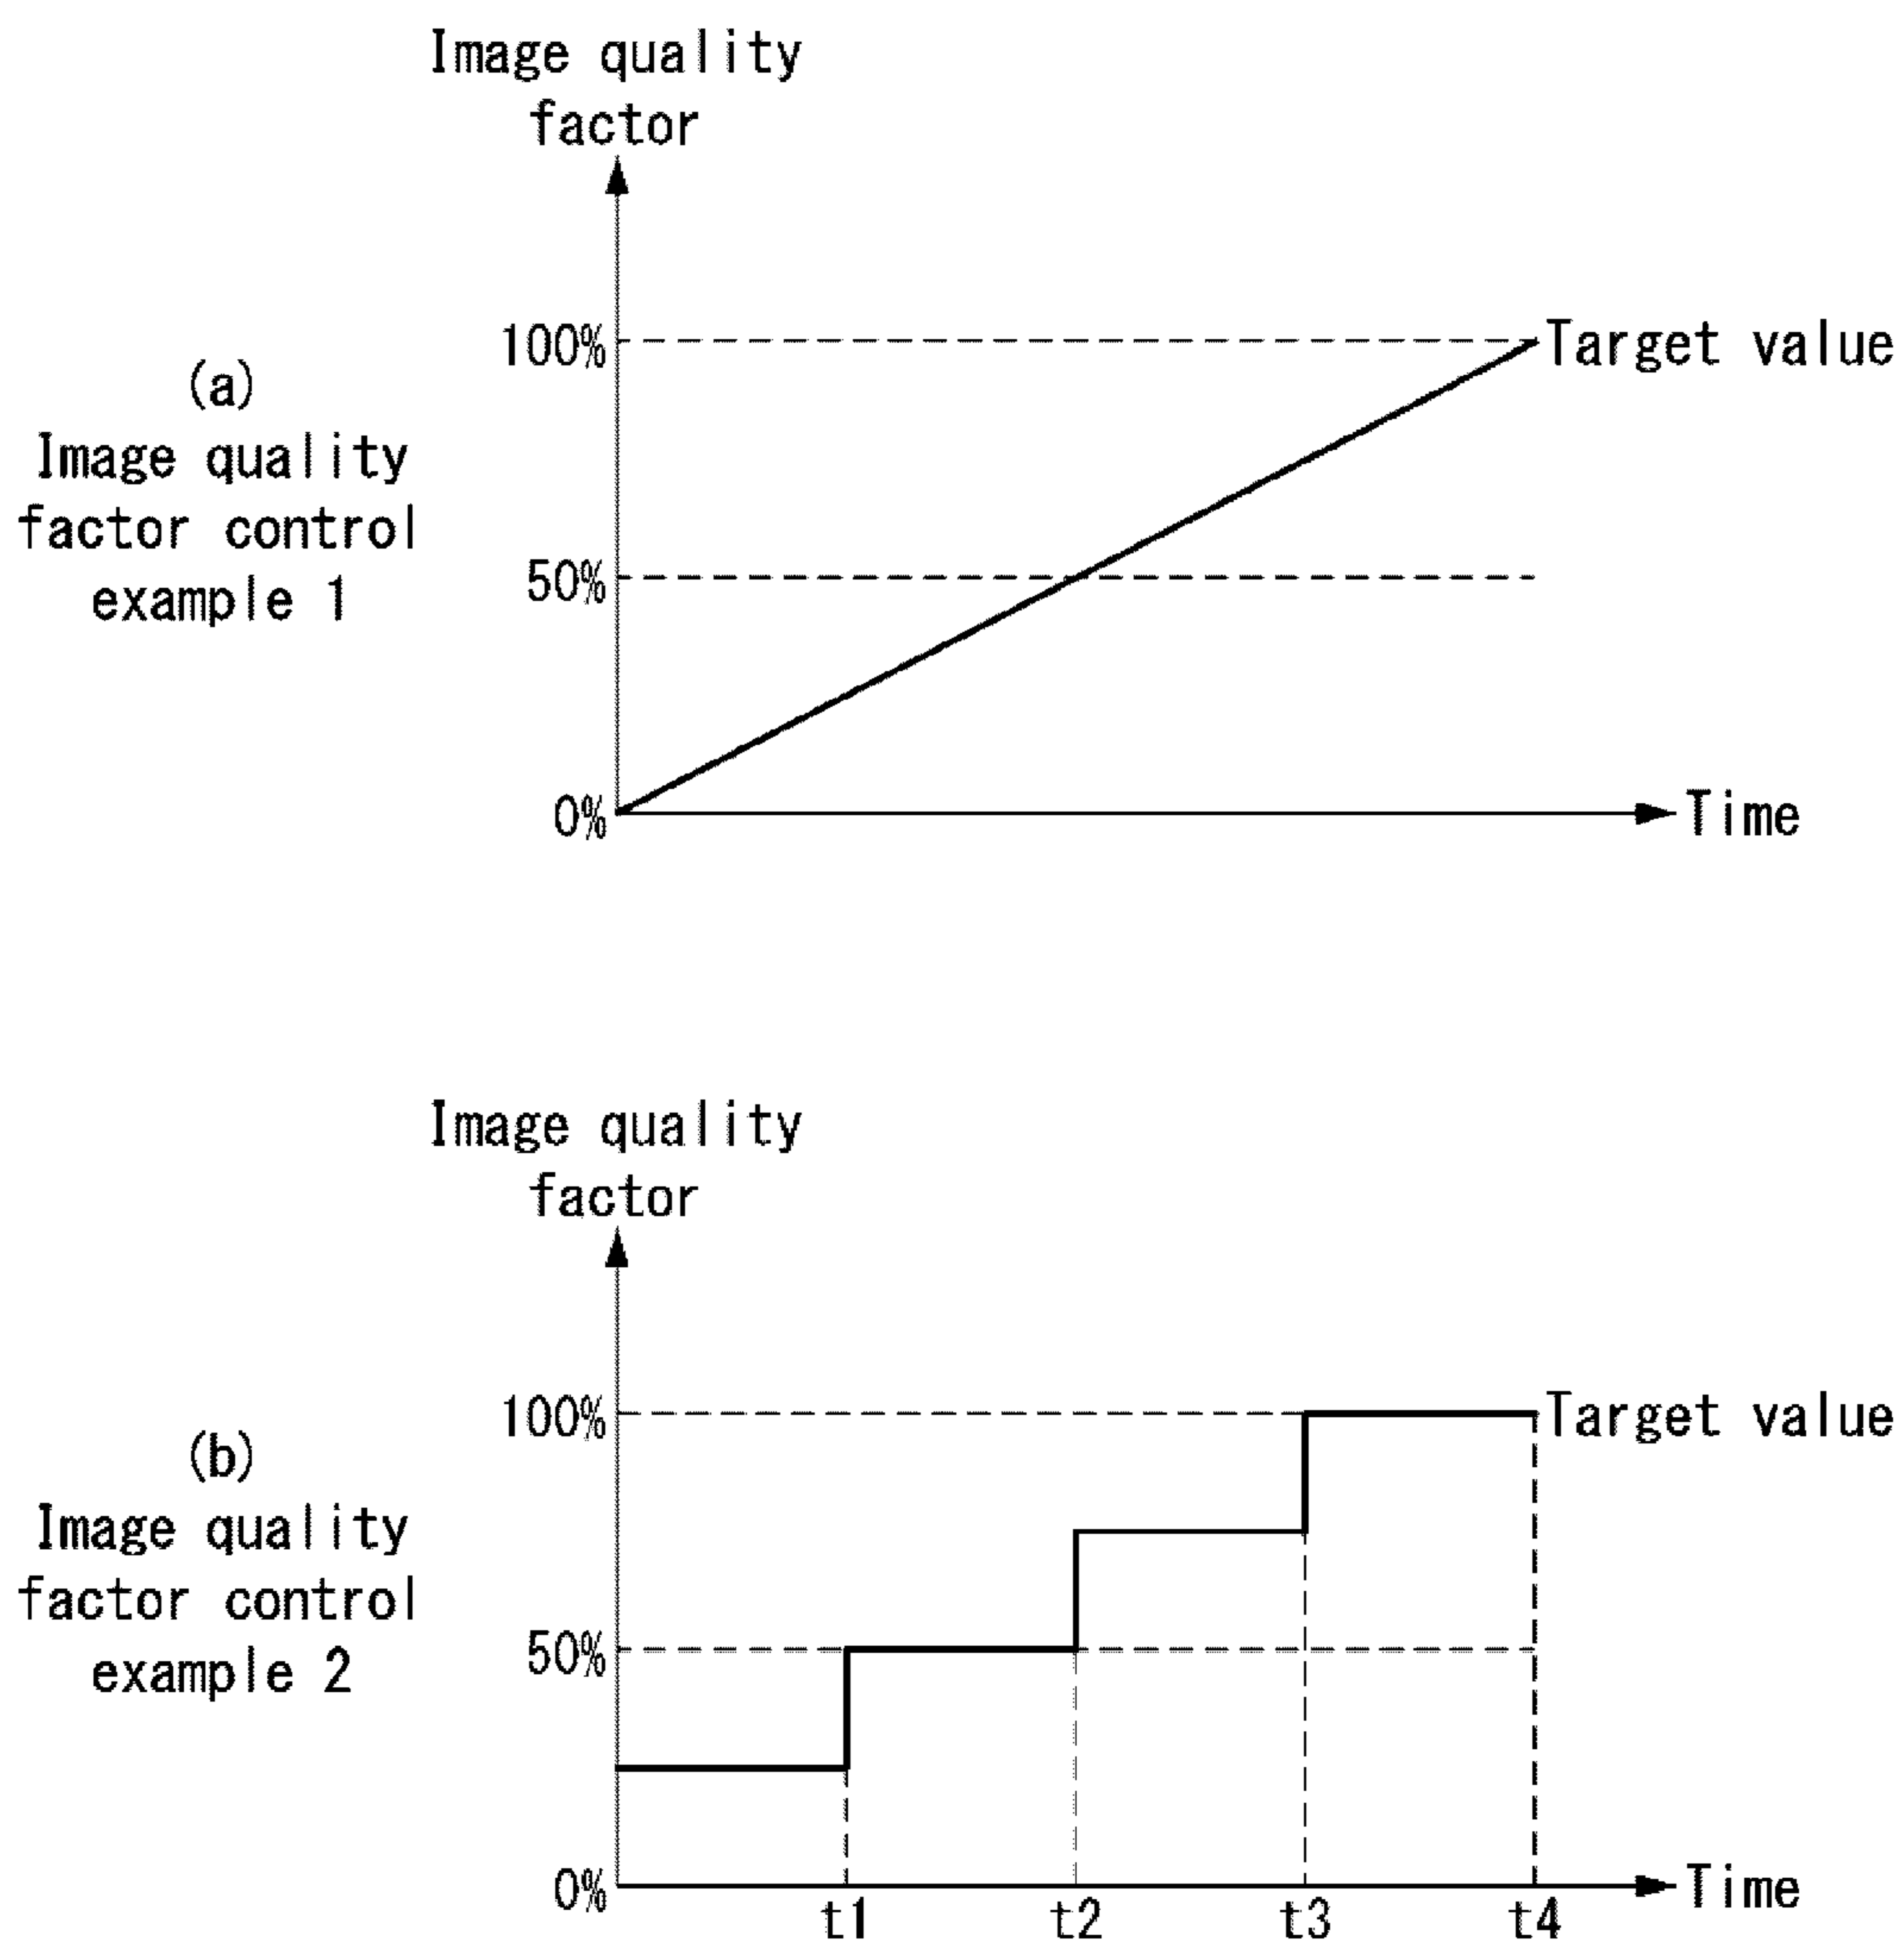 Image quality
factor
100%
Target value
(a)
Image quality
factor control
example 1
50%
0%
Time
Image quality
factor
100%
Target value
(b)
Image quality
factor control
example 2
50%
0%
Time
t1
t2
t3
t4